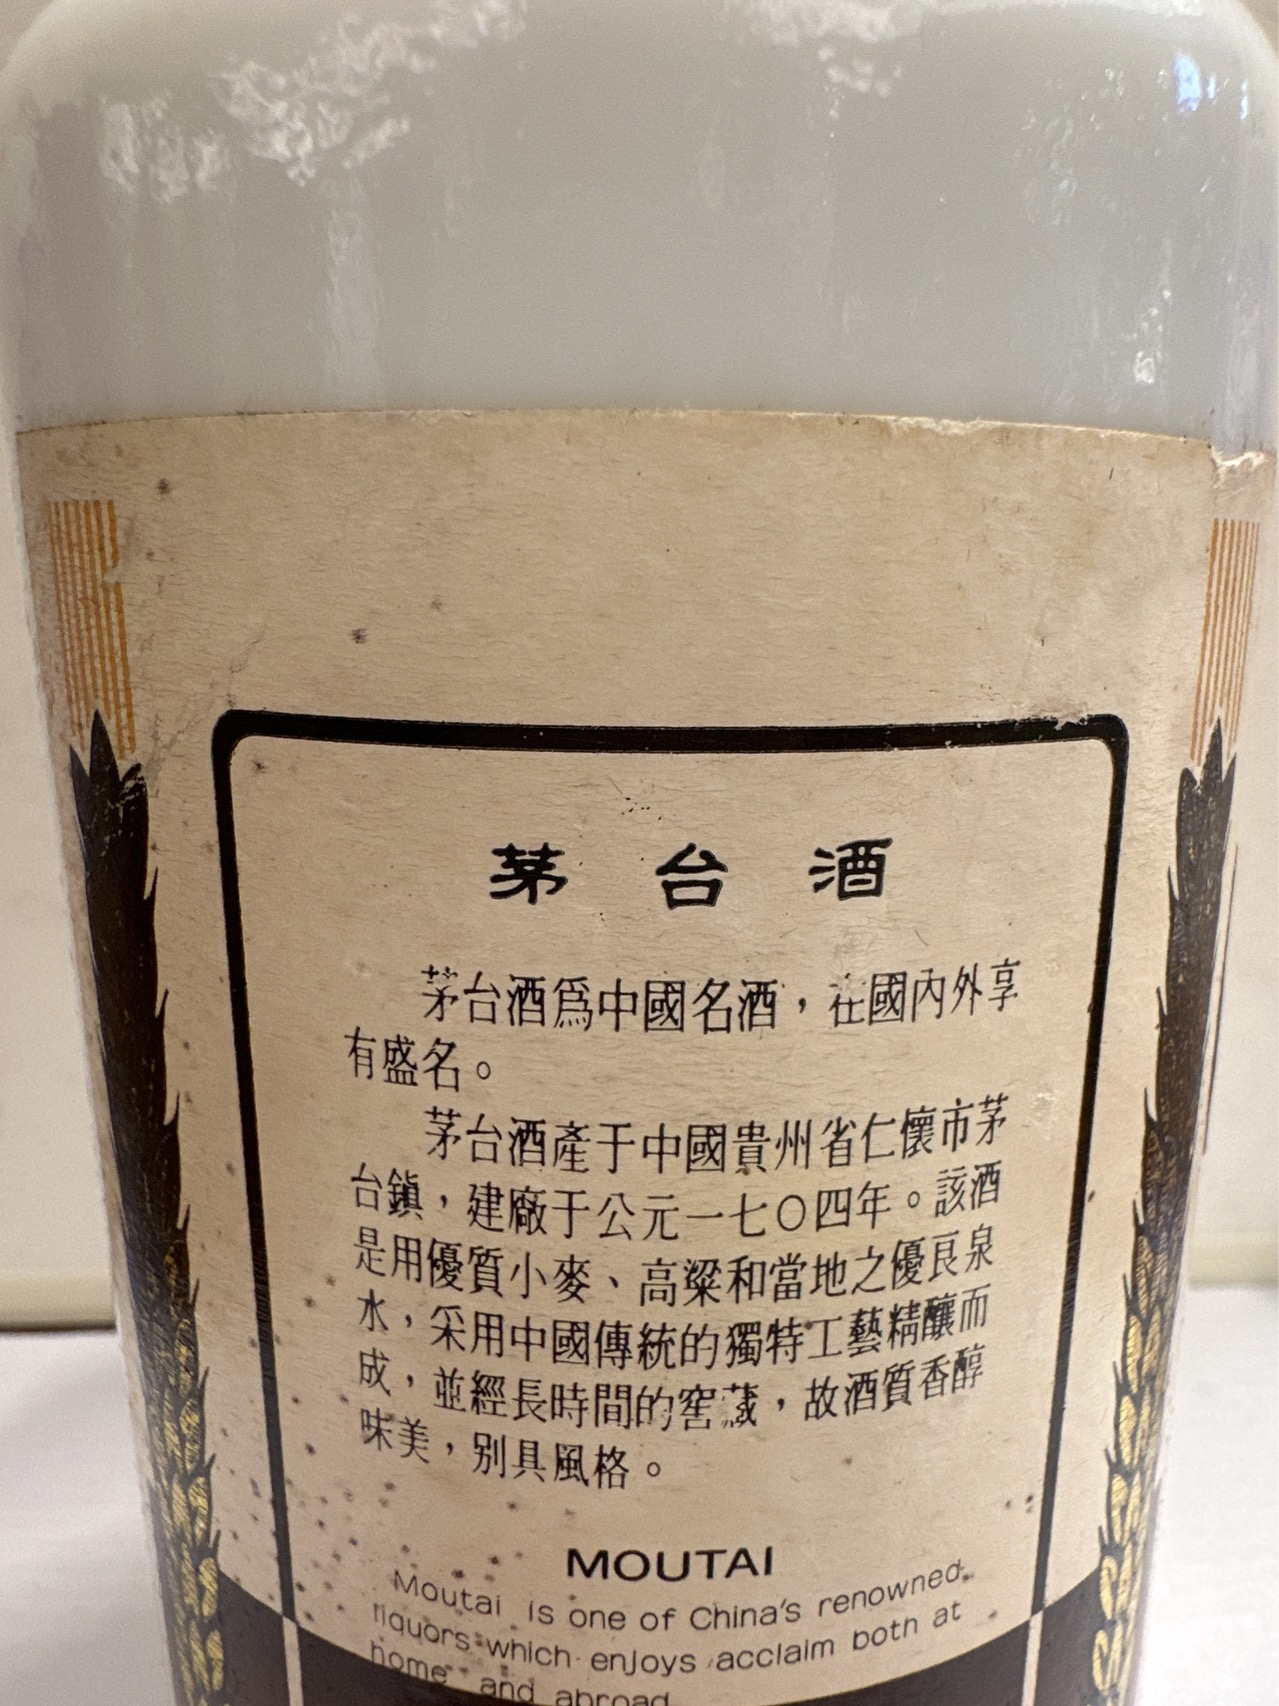 茅台酒
茅台酒爲中國名酒，在國內外享
有盛名。
茅台酒產于中國貴州省仁懷市茅
台鎮，建廠于公元一七〇四年。該酒
是用優質小麥、高粱和當地之優良泉
水，采用中國傳統的獨特工藝精釀而
成，並經長時間的窖藏，故酒質香醇
味美，别具風格。
MOUTAI
Moutai is one of China's renowned
liquors which enjoys acclaim both at
home and abroad